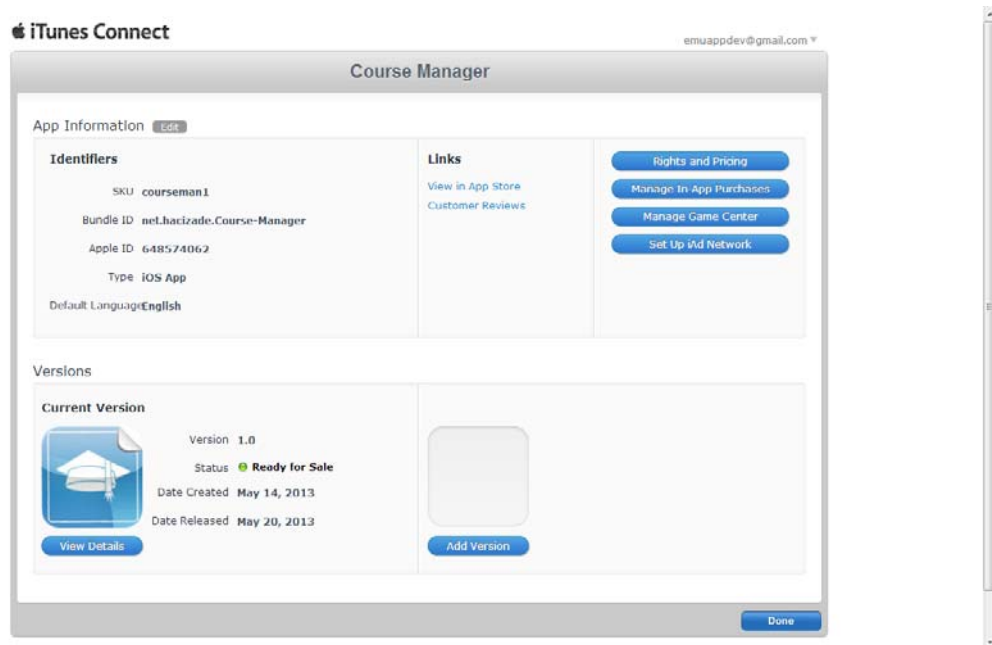 iTunes Connect
emuappdev@gmail.com
Course Manager
App Information Edit
Identifiers
SKU courseman1
Bundle ID net.hacizade.Course-Manager
Apple ID 648574062
Type iOS App
Default Language English
Links
View in App Store
Customer Reviews
Rights and Pricing
Manage In-App Purchases
Manage Game Center
Set Up iAd Network
Versions
Current Version
Version 1.0
Status Ready for Sale
Date Created May 14, 2013
Date Released May 20, 2013
View Details
Add Version
Done